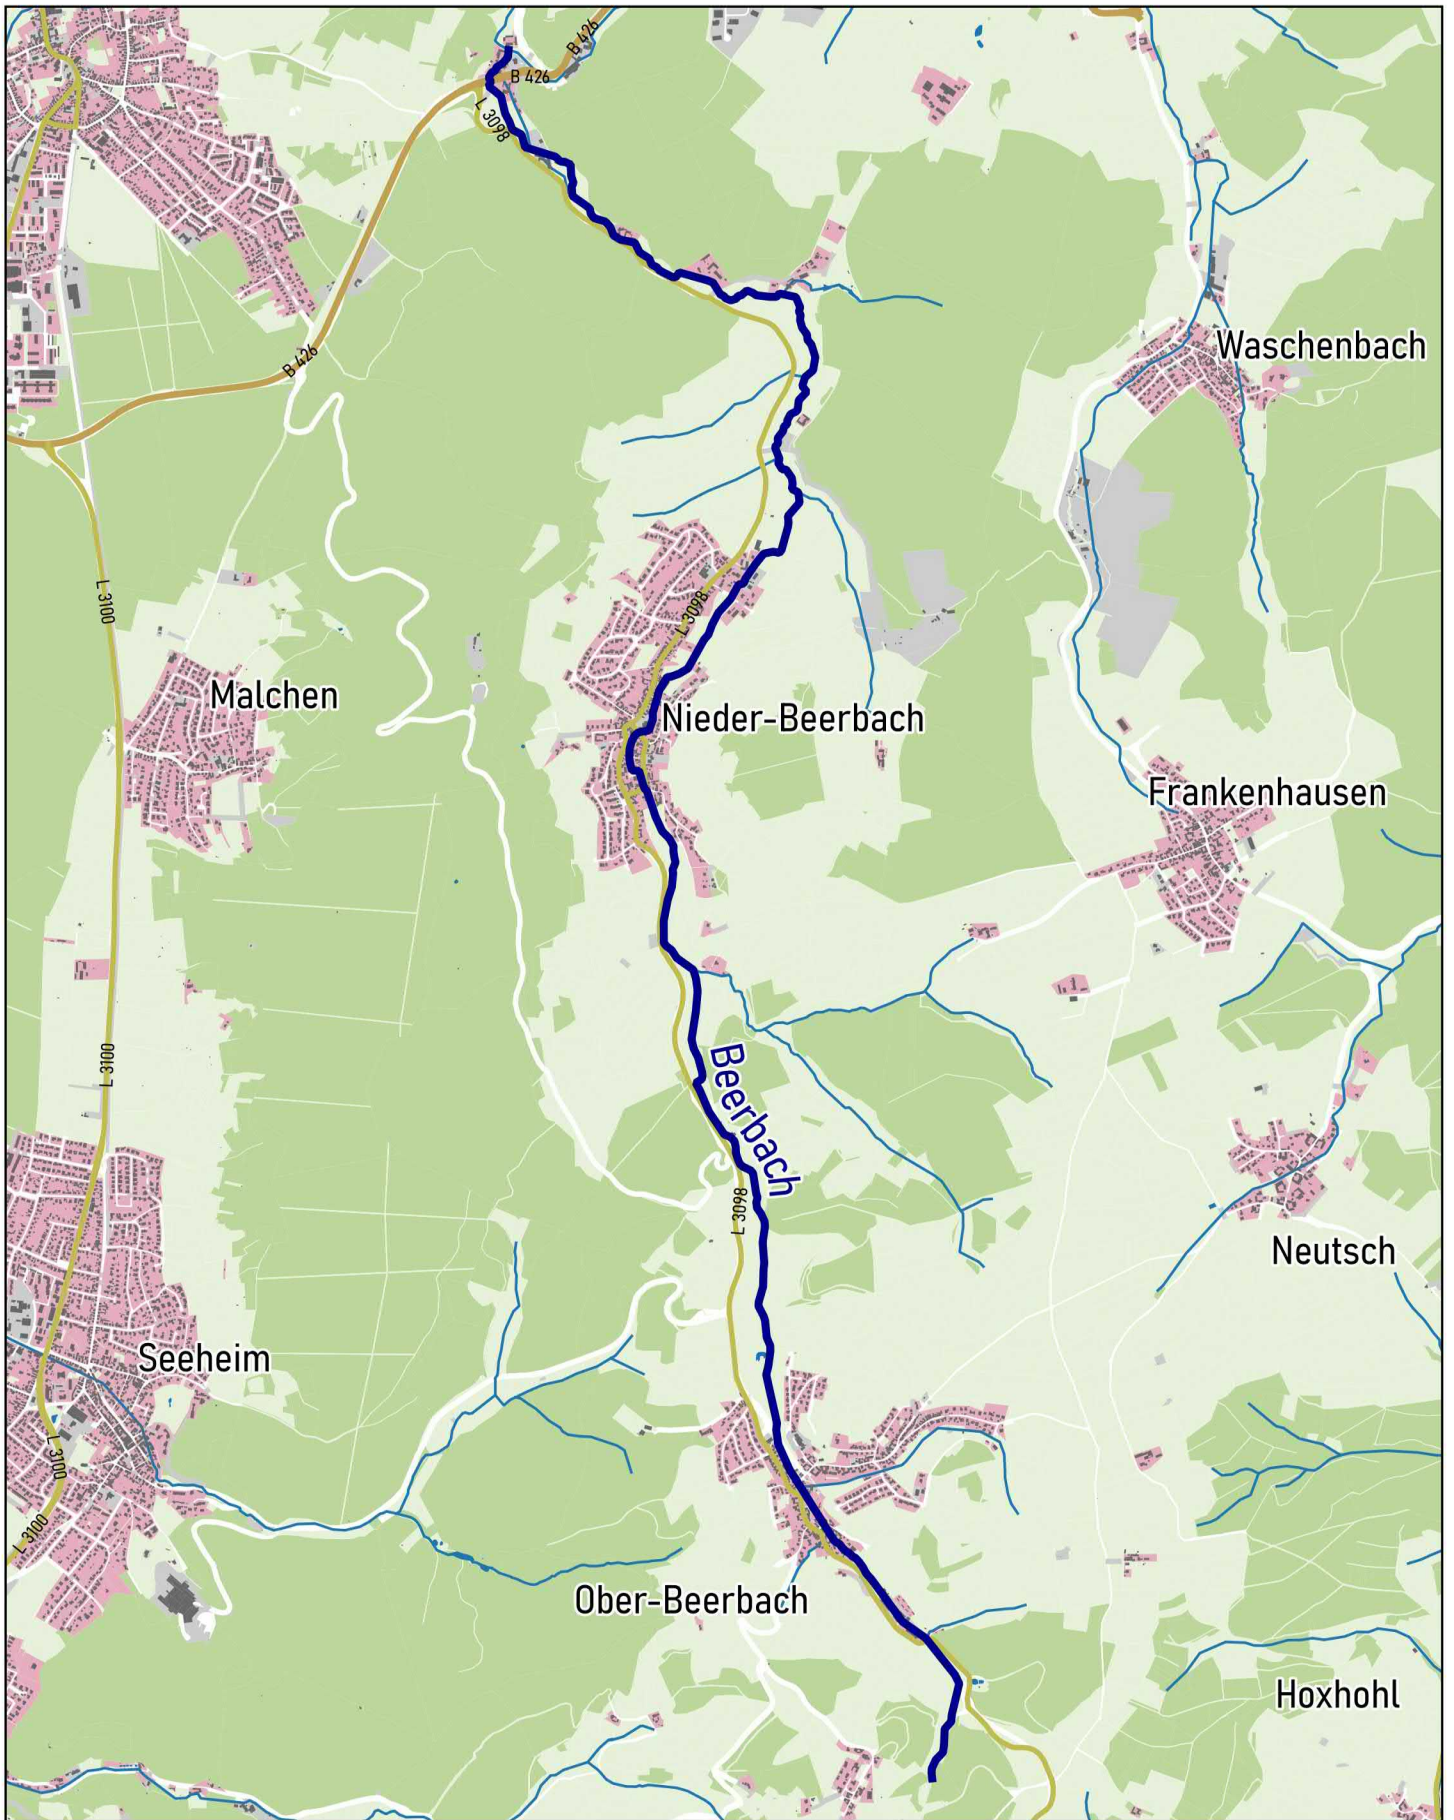 B 426
B 426
L 3098
Waschenbach
B 426
L 3100
L 3098
Malchen
Nieder-Beerbach
Frankenhausen
L 3100
Beerbach
L 3098
Neutsch
Seeheim
L 3100
L 3100
Ober-Beerbach
Hoxhohl